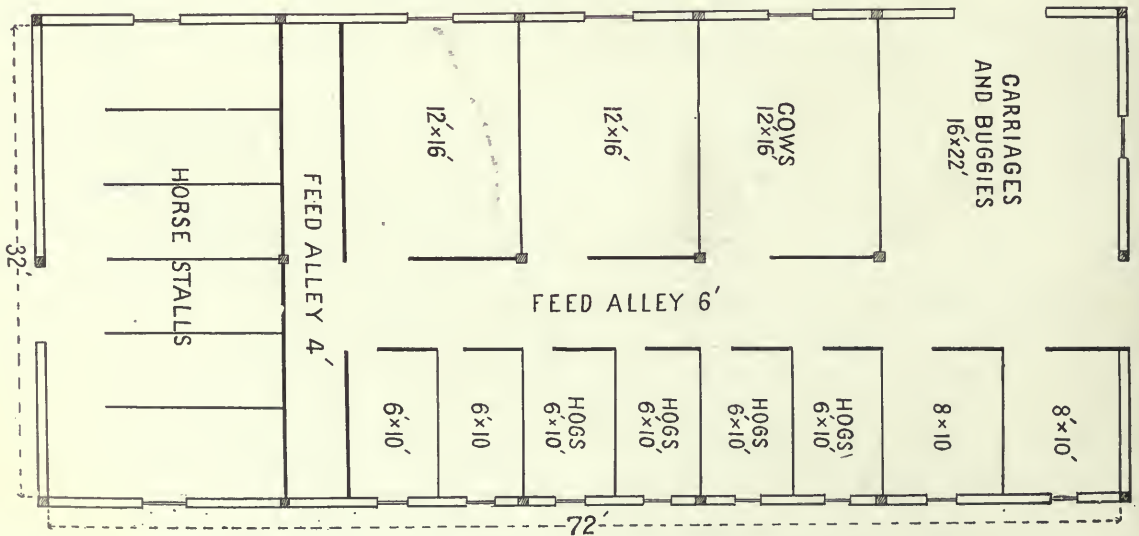 12'×16'
12'×16'
COWS
12'×16'
CARRIAGES
AND BUGGIES
16'×22'
HORSE STALLS
FEED ALLEY 4'
FEED ALLEY 6'
32'
6'×10'
6'×10
HOGS
6'×10'
HOGS
6'×10'
HOGS
6'×10'
HOGS
6'×10'
8×10
8'×10'
72'